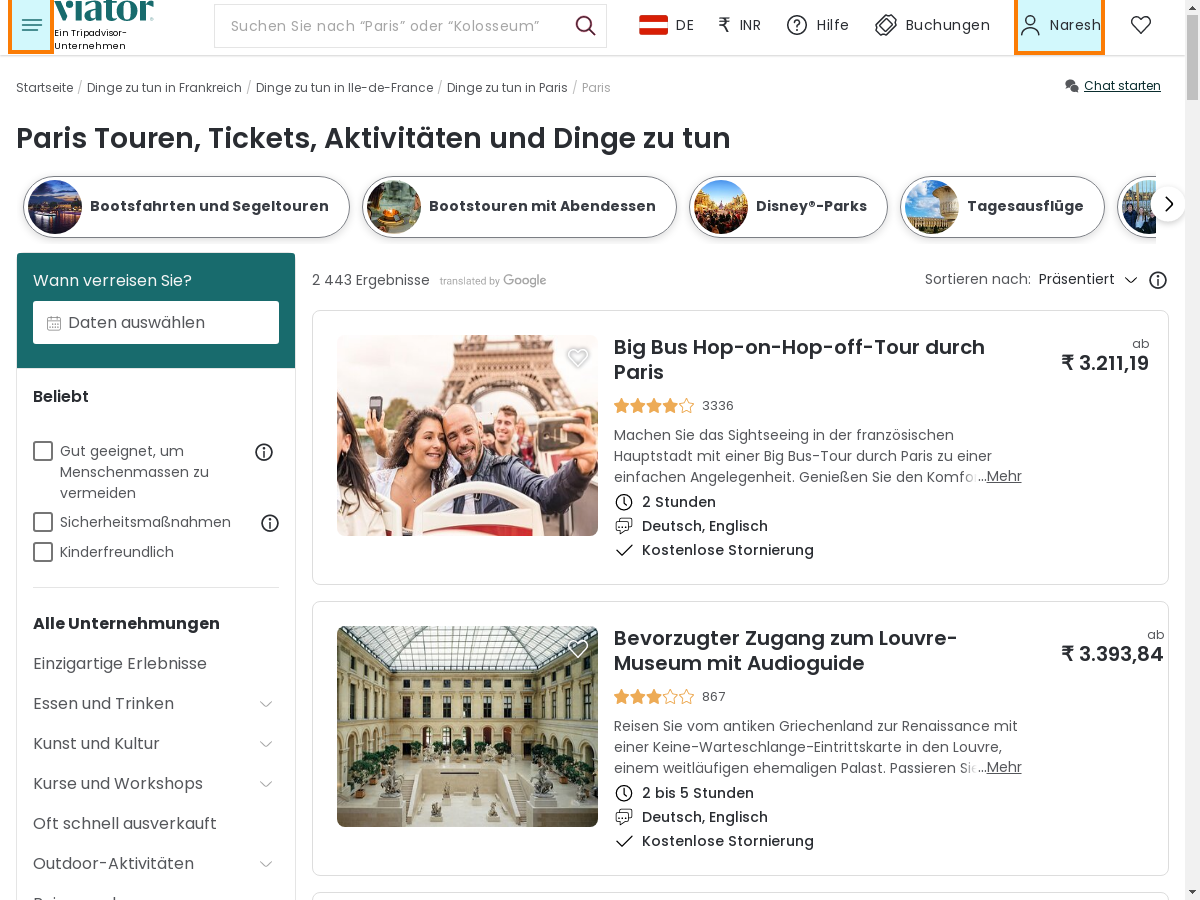 viator
Ein Tripadvisor-
Unternehmen
Suchen Sie nach “Paris” oder “Kolosseum”
DE
₹ INR
Hilfe
Buchungen
Naresh
Startseite / Dinge zu tun in Frankreich / Dinge zu tun in Ile-de-France / Dinge zu tun in Paris / Paris
Chat starten
Paris Touren, Tickets, Aktivitäten und Dinge zu tun
Bootsfahrten und Segeltouren
Bootstouren mit Abendessen
Disney®-Parks
Tagesausflüge
Wann verreisen Sie?
Daten auswählen
Beliebt
Gut geeignet, um
Menschenmassen zu
vermeiden
Sicherheitsmaßnahmen
Kinderfreundlich
Alle Unternehmungen
Einzigartige Erlebnisse
Essen und Trinken
Kunst und Kultur
Kurse und Workshops
Oft schnell ausverkauft
Outdoor-Aktivitäten
2 443 Ergebnisse
translated by Google
Sortieren nach: Präsentiert
Big Bus Hop-on-Hop-off-Tour durch
Paris
ab
₹ 3.211,19
3336
Machen Sie das Sightseeing in der französischen
Hauptstadt mit einer Big Bus-Tour durch Paris zu einer
einfachen Angelegenheit. Genießen Sie den Komfo...Mehr
2 Stunden
Deutsch, Englisch
Kostenlose Stornierung
Bevorzugter Zugang zum Louvre-
Museum mit Audioguide
ab
₹ 3.393,84
867
Reisen Sie vom antiken Griechenland zur Renaissance mit
einer Keine-Warteschlange-Eintrittskarte in den Louvre,
einem weitläufigen ehemaligen Palast. Passieren Sie...Mehr
2 bis 5 Stunden
Deutsch, Englisch
Kostenlose Stornierung